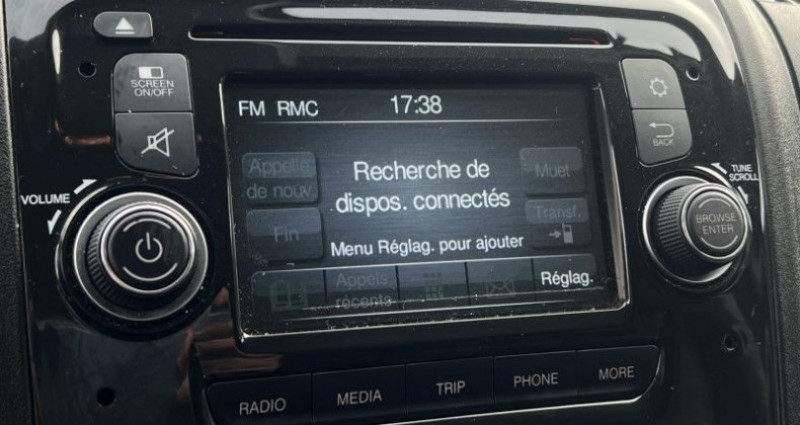 SCREEN
ON/OFF
VOLUME
FM RMC 17:38
Appeler
de nouv.
Recherche de
dispos. connectés
Muet
Fin
Transf.
Menu Réglag. pour ajouter
Appels
récents
Réglag.
BACK
TUNE
SCROLL
BROWSE
ENTER
RADIO
MEDIA
TRIP
PHONE
MORE